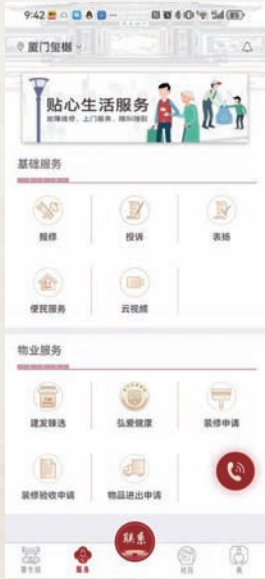 9:42
85
厦门玺樾
贴心生活服务
故障维修、上门服务、随叫随到
基础服务
报修 投诉 表扬
便民服务 云视频
物业服务
建发臻选 弘爱健康 装修申请
装修验收申请 物品进出申请
联系
服务
我